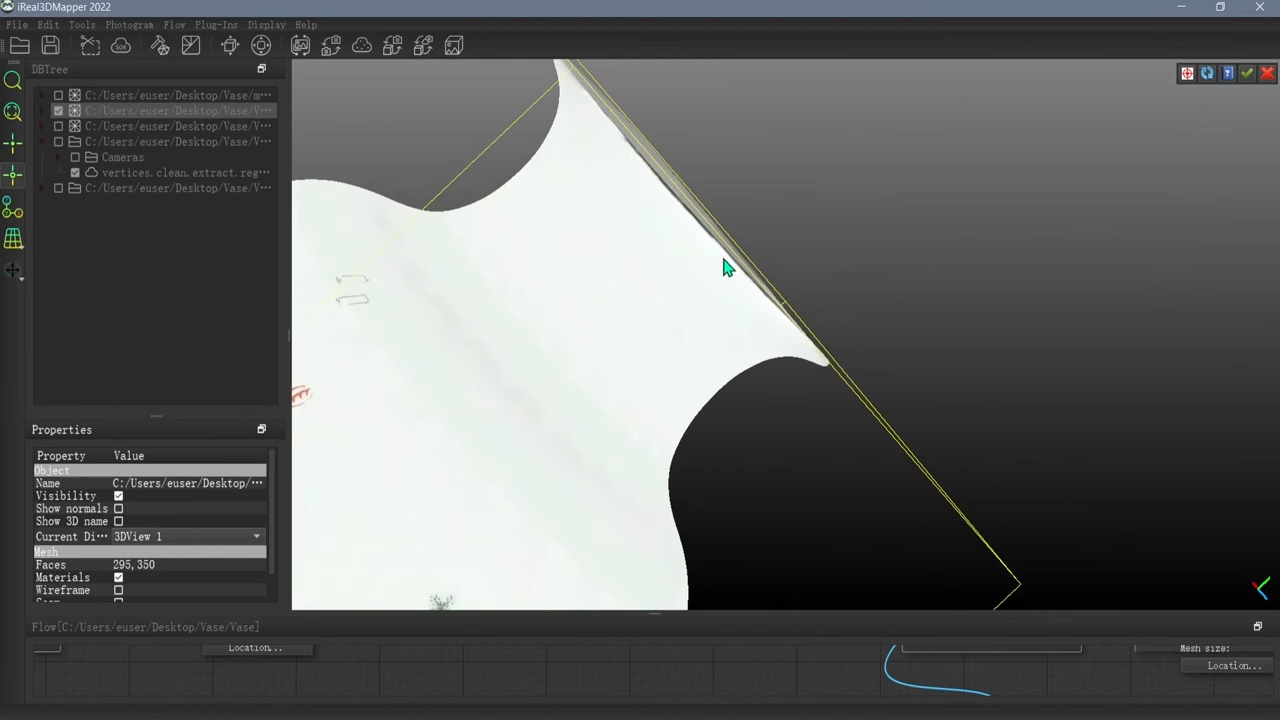 iReal3DMapper 2022
File Edit Tools Photogram Flow Plug-Ins Display Help
SOR
DBTree
C:/Users/euser/Desktop/Vase/m···
C:/Users/euser/Desktop/Vase/V···
C:/Users/euser/Desktop/Vase/V···
C:/Users/euser/Desktop/Vase/V···
Cameras
vertices.clean.extract.reg···
C:/Users/euser/Desktop/Vase/V···
Properties
Property Value
Object
Name C:/Users/euser/Desktop/···
Visibility
Show normals
Show 3D name
Current Di··· 3DView 1
Mesh
Faces 295,350
Materials
Wireframe
Flow[C:/Users/euser/Desktop/Vase/Vase]
Location...
Mesh size:
Location...